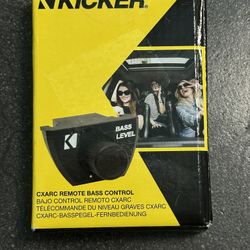 KICKER
BASS
LEVEL
K
CXARC REMOTE BASS CONTROL
BAJO CONTROL REMOTO CXARC
TÉLÉCOMMANDE DU NIVEAU GRAVES CXARC
CXARC-BASSPEGEL-FERNBEDIENUNG